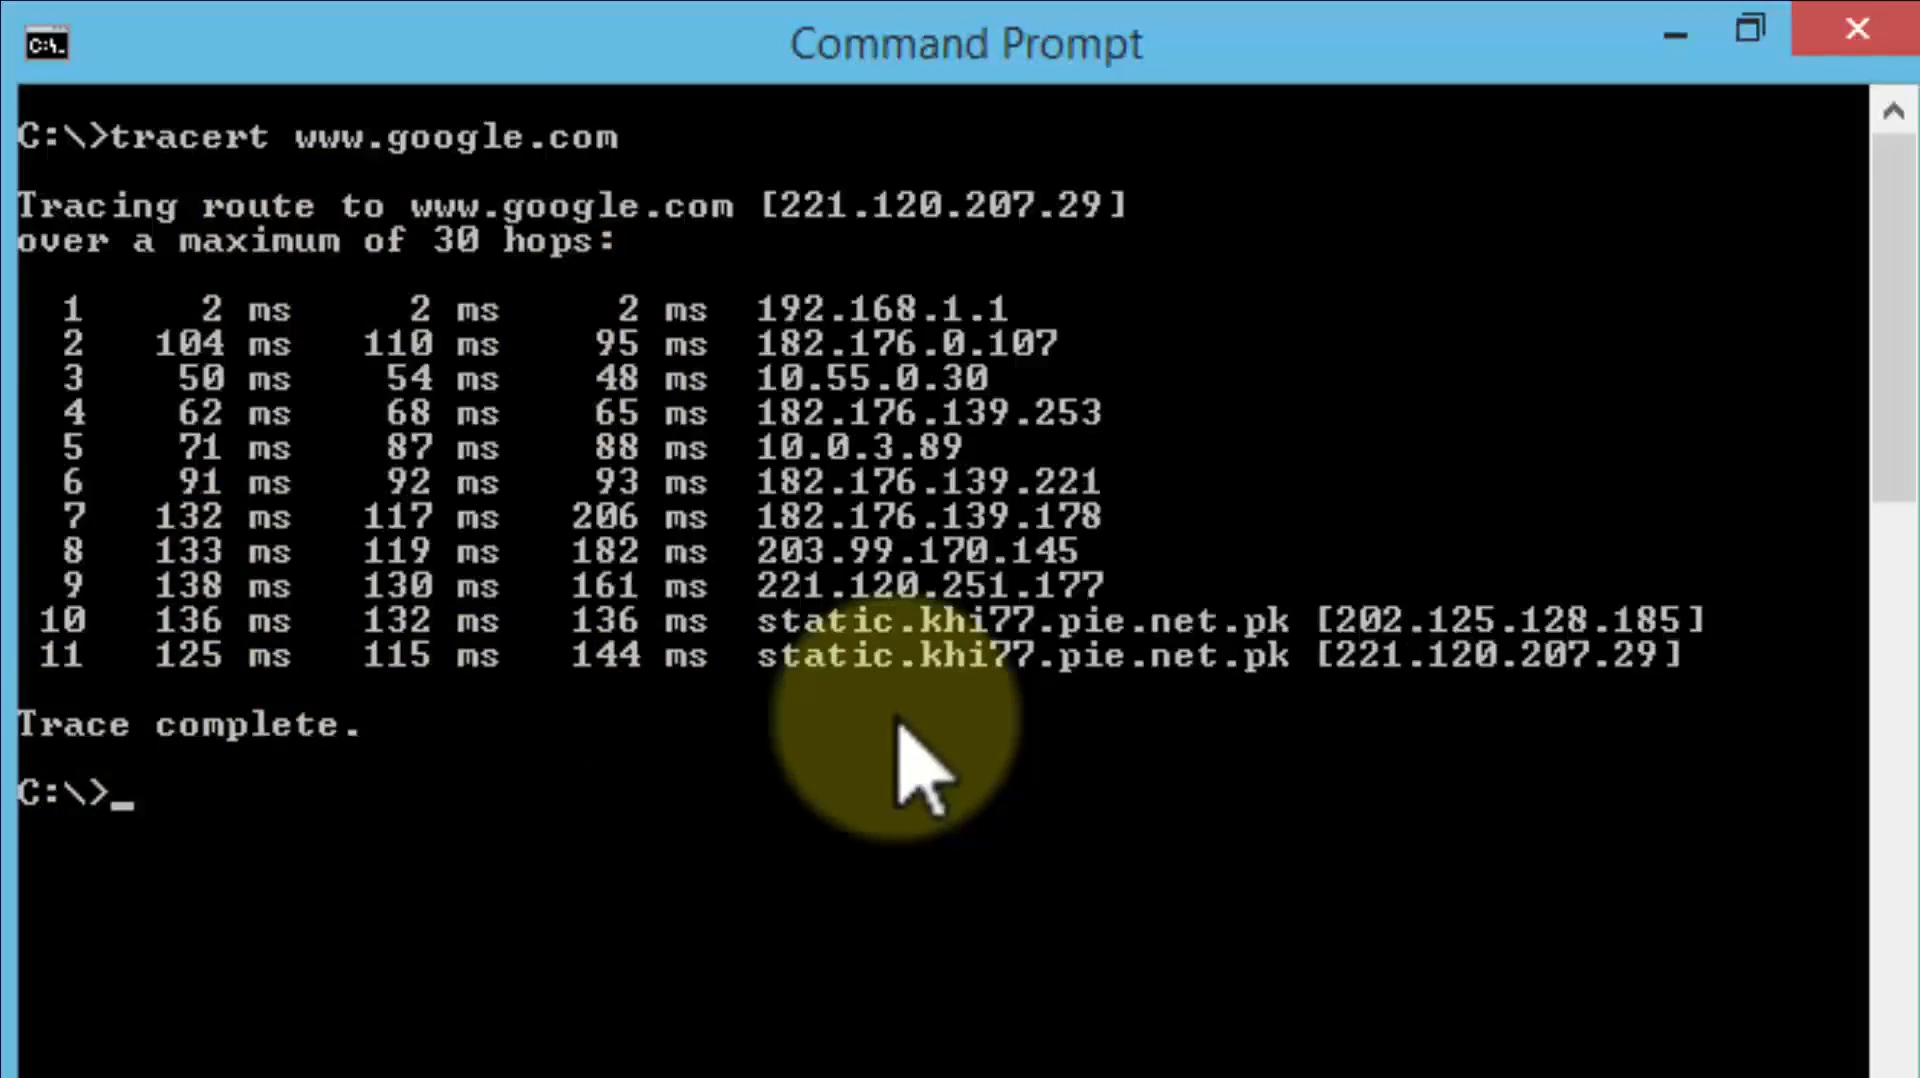 Command Prompt
C:\>tracert www.google.com
Tracing route to www.google.com [221.120.207.29]
over a maximum of 30 hops:
1 2 ms 2 ms 2 ms 192.168.1.1
2 104 ms 110 ms 95 ms 182.176.0.107
3 50 ms 54 ms 48 ms 10.55.0.30
4 62 ms 68 ms 65 ms 182.176.139.253
5 71 ms 87 ms 88 ms 10.0.3.89
6 91 ms 92 ms 93 ms 182.176.139.221
7 132 ms 117 ms 206 ms 182.176.139.178
8 133 ms 119 ms 182 ms 203.99.170.145
9 138 ms 130 ms 161 ms 221.120.251.177
10 136 ms 132 ms 136 ms static.khi77.pie.net.pk [202.125.128.185]
11 125 ms 115 ms 144 ms static.khi77.pie.net.pk [221.120.207.29]
Trace complete.
C:\>_